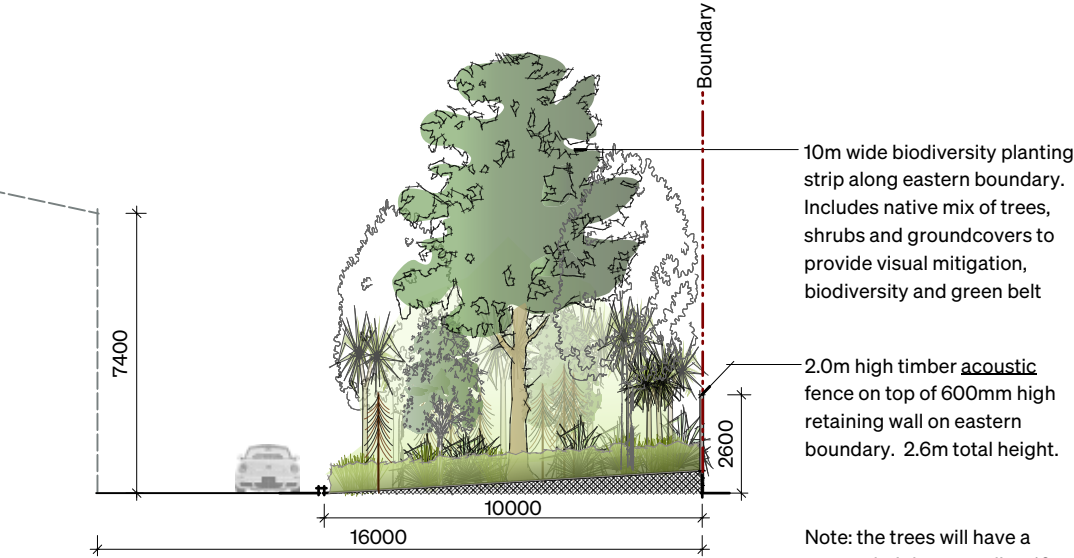 Boundary
10m wide biodiversity planting
strip along eastern boundary.
Includes native mix of trees,
shrubs and groundcovers to
provide visual mitigation,
biodiversity and green belt
7400
2.0m high timber acoustic
fence on top of 600mm high
retaining wall on eastern
boundary. 2.6m total height.
2600
10000
16000
Note: the trees will have a